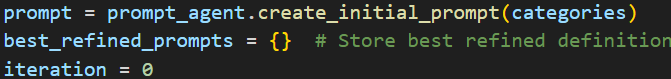 prompt = prompt_agent.create_initial_prompt(categories)
best_refined_prompts = {}  # Store best refined definition
iteration = 0